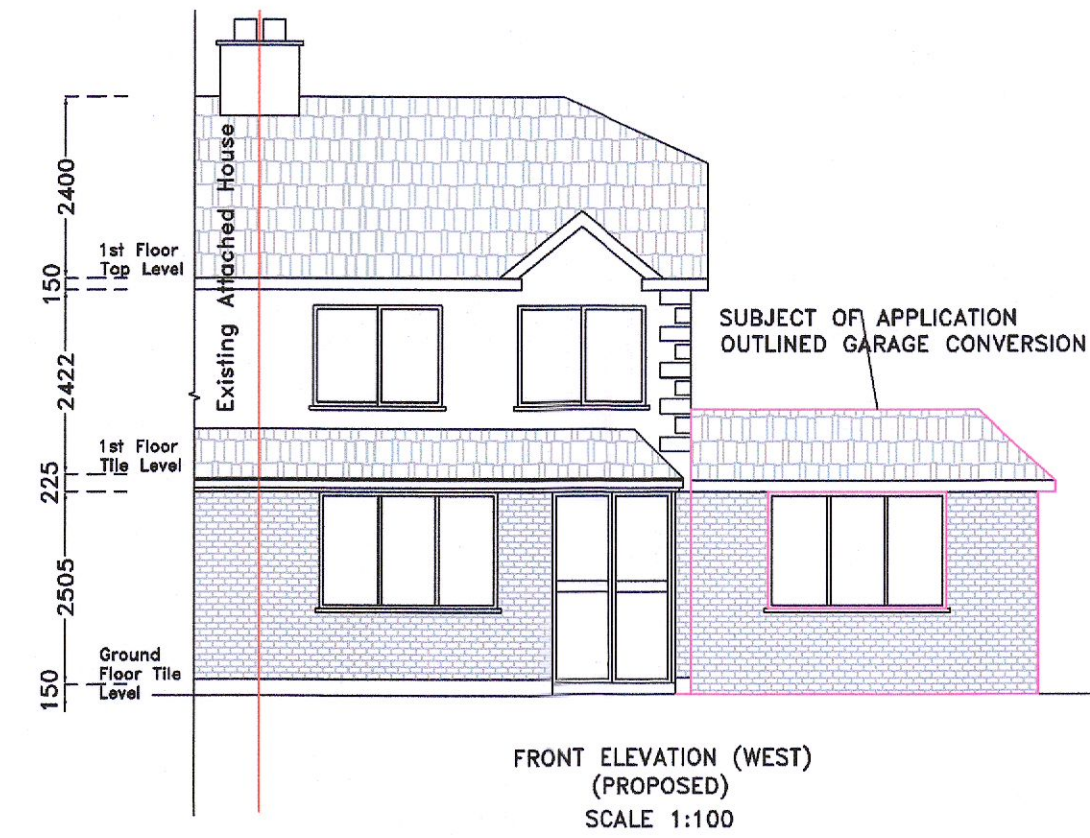 2400
150
2422
225
2505
150
1st Floor
Top Level
1st Floor
Tile Level
Ground
Floor Tile
Level
Existing Attached House
SUBJECT OF APPLICATION
OUTLINED GARAGE CONVERSION
FRONT ELEVATION (WEST)
(PROPOSED)
SCALE 1:100